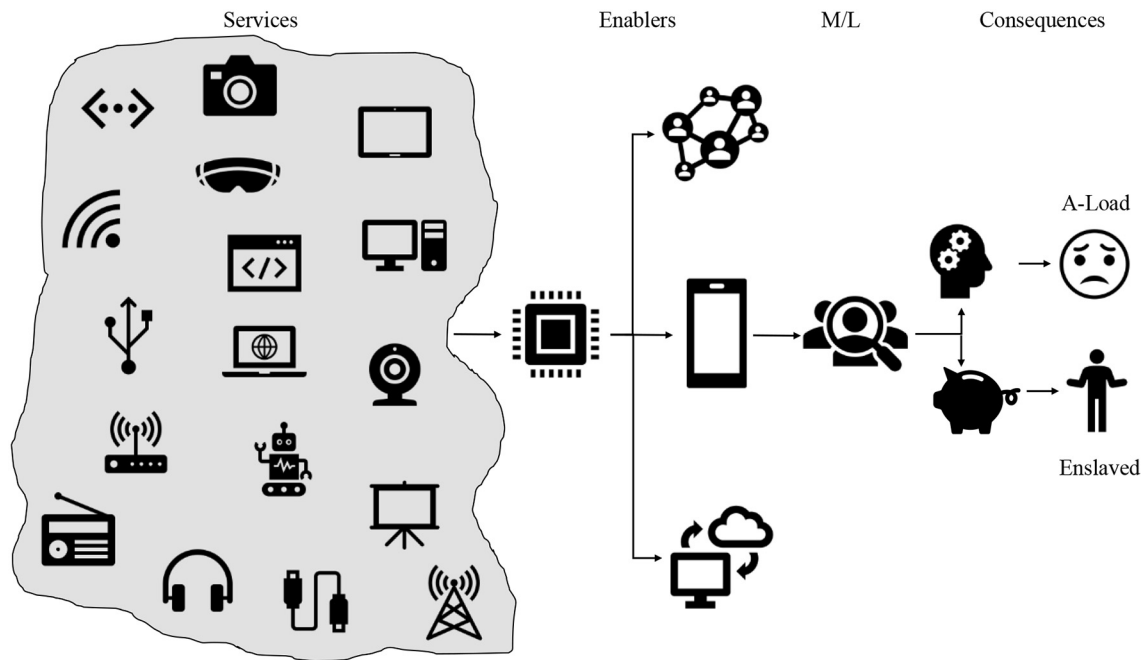 Services
Enablers
M/L
Consequences
</>
A-Load
Enslaved